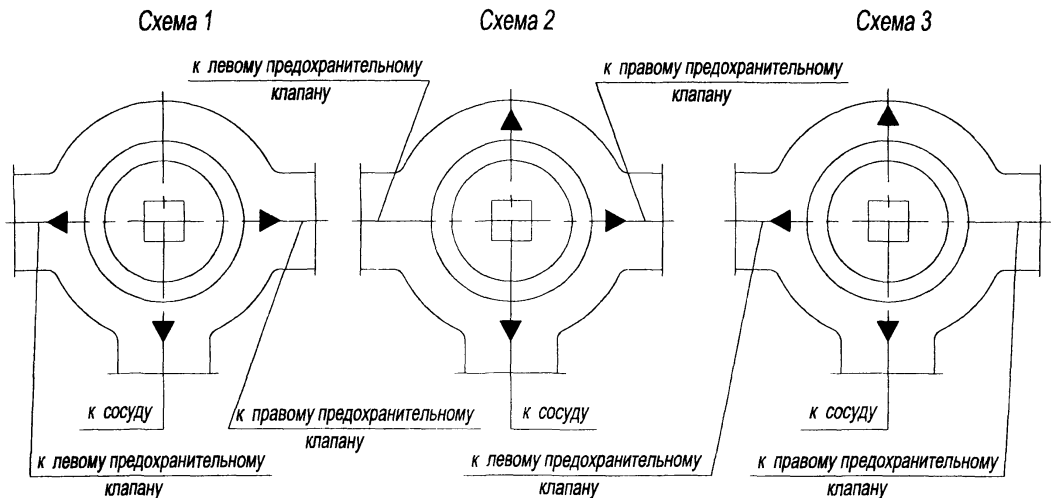 Схема 1
Схема 2
Схема 3
к левому предохранительному
клапану
к правому предохранительному
клапану
к сосуду
к правому предохранительному
клапану
к сосуду
к сосуду
к левому предохранительному
клапану
к левому предохранительному
клапану
к правому предохранительному
клапану